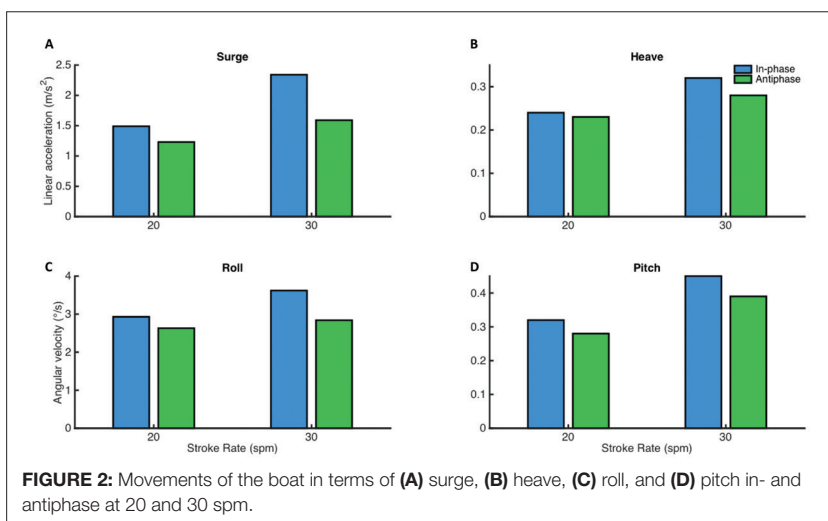 A
Surge
Linear acceleration (m/s²)
2.5
2
1.5
1
0.5
0
20
30
B
Heave
In-phase
Antiphase
0.3
0.2
0.1
0
20
30
C
Roll
Angular velocity (°/s)
4
3
2
1
0
20
30
Stroke Rate (spm)
D
Pitch
0.4
0.3
0.2
0.1
0
20
30
Stroke Rate (spm)
FIGURE 2: Movements of the boat in terms of (A) surge, (B) heave, (C) roll, and (D) pitch in- and
antiphase at 20 and 30 spm.